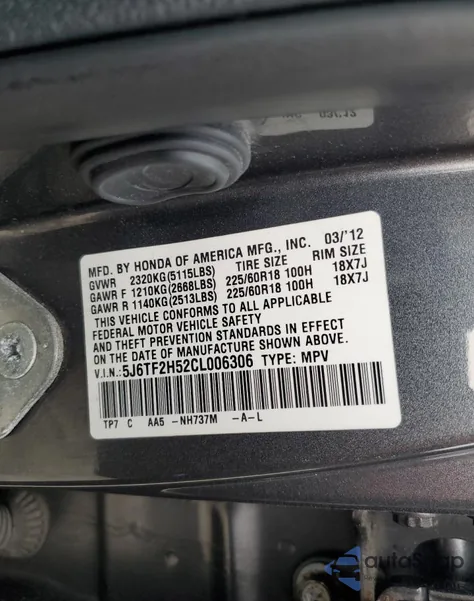 03/12
MFD. BY HONDA OF AMERICA MFG., INC. 03/'12
GVWR 2320KG(5115LBS) TIRE SIZE RIM SIZE
GAWR F 1210KG(2668LBS) 225/60R18 100H 18X7J
GAWR R 1140KG(2513LBS) 225/60R18 100H 18X7J
THIS VEHICLE CONFORMS TO ALL APPLICABLE
FEDERAL MOTOR VEHICLE SAFETY
AND THEFT PREVENTION STANDARDS IN EFFECT
ON THE DATE OF MANUFACTURE SHOWN ABOVE.
V.I.N.: 5J6TF2H52CL006306 TYPE: MPV
TP7 C AA5 -NH737M -A-L